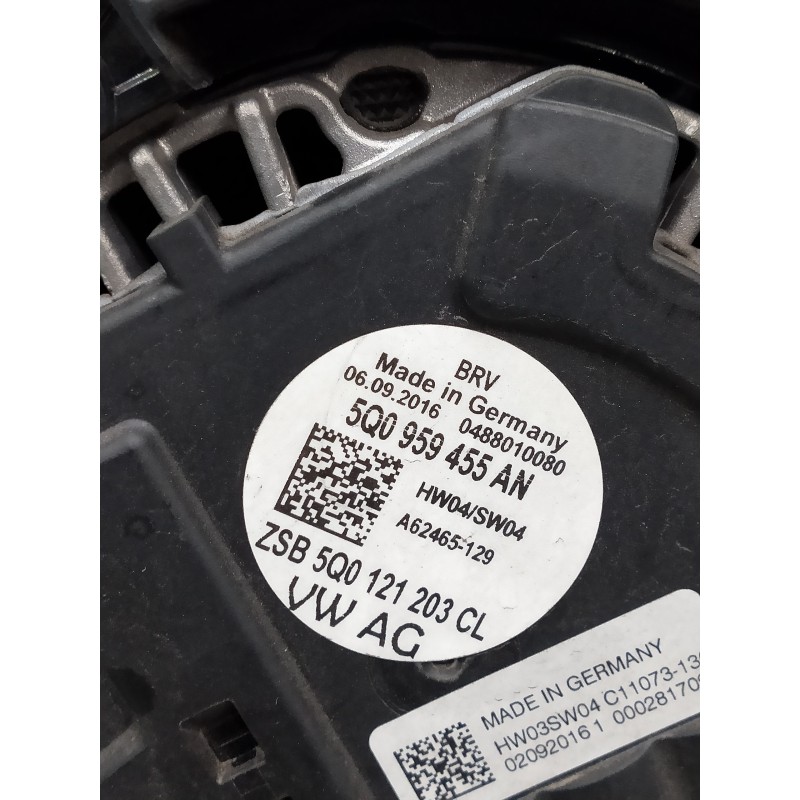 BRV
Made in Germany
06.09.2016 0488010080
5Q0 959 455 AN
HW04/SW04
A62465-129
ZSB 5Q0 121 203 CL
VW AG
MADE IN GERMANY
HW03SW04 C11073-13
02092016 1 000281709